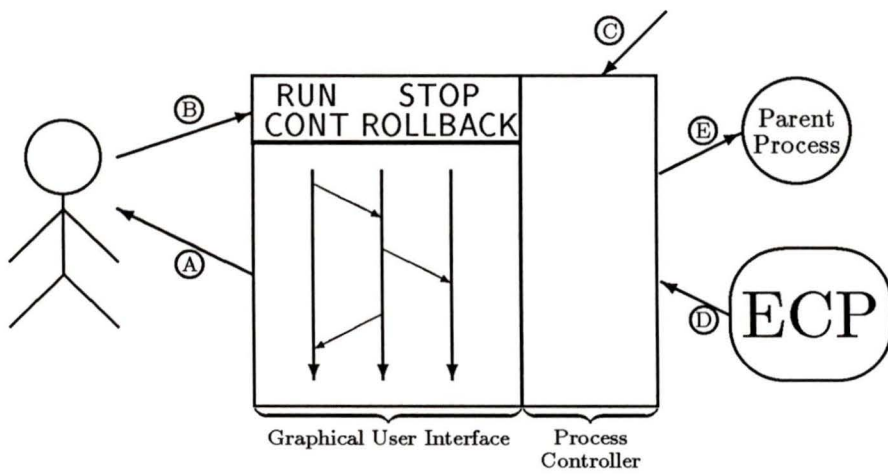 C
RUN STOP
CONT ROLLBACK
B
E
Parent
Process
A
D
ECP
Graphical User Interface
Process
Controller